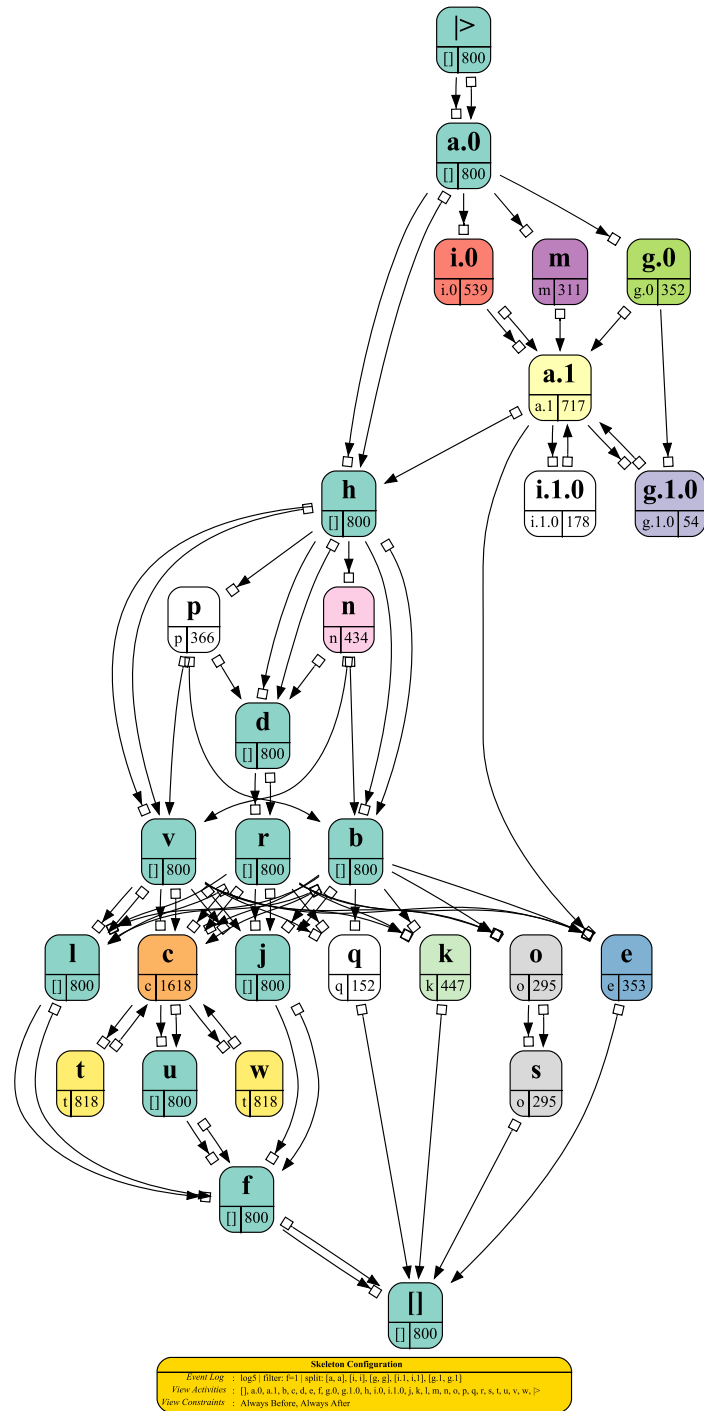 |>
[] 800
a.0
[] 800
i.0
i.0 539
m
m 311
g.0
g.0 352
a.1
a.1 717
h
[] 800
i.1.0
i.1.0 178
g.1.0
g.1.0 54
p
p 366
n
n 434
d
[] 800
v
[] 800
r
[] 800
b
[] 800
l
[] 800
c
c 1618
j
[] 800
q
q 152
k
k 447
o
o 295
e
e 353
t
t 818
u
[] 800
w
t 818
s
o 295
f
[] 800
[]
[] 800
Skeleton Configuration
Event Log : log5 | filter: f=1 | split: [a, a], [i, i], [g, g], [i.1, i.1], [g.1, g.1]
View Activities : [], a.0, a.1, b, c, d, e, f, g.0, g.1.0, h, i.0, i.1.0, j, k, l, m, n, o, p, q, r, s, t, u, v, w, |>
View Constraints : Always Before, Always After